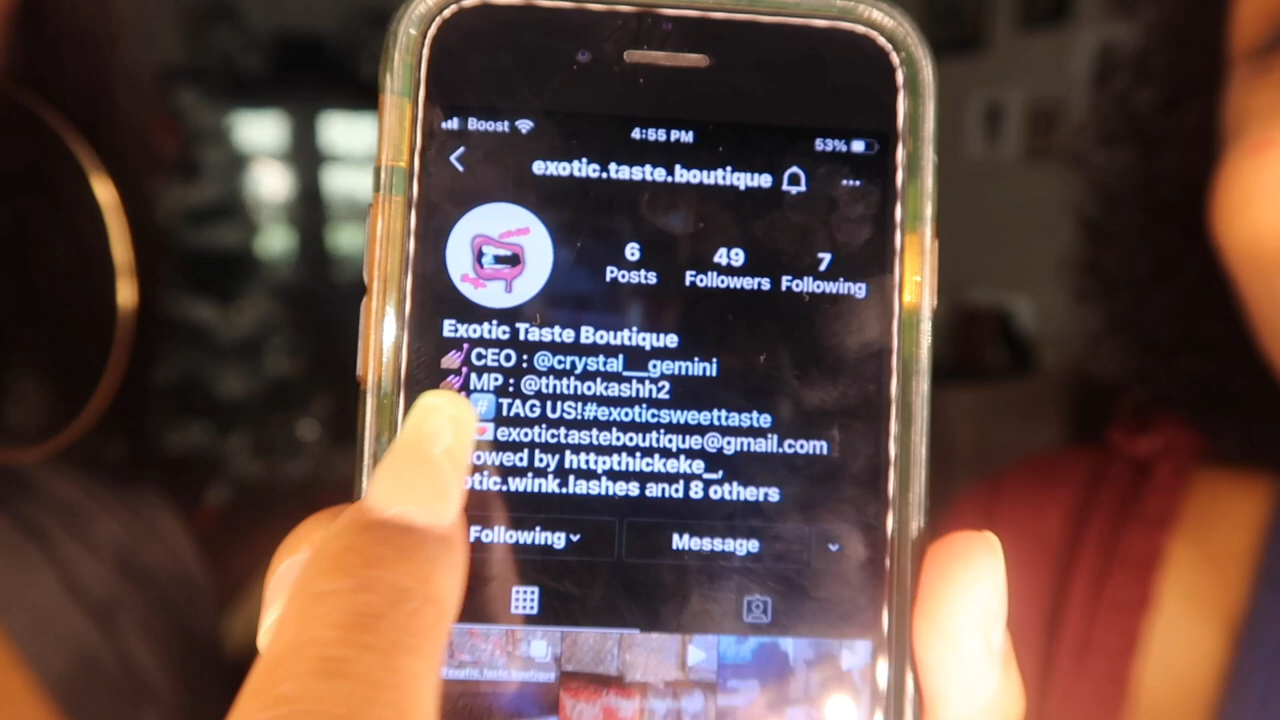 Boost 4:55 PM 53%
exotic.taste.boutique
6 49 7
Posts Followers Following
Exotic Taste Boutique
CEO : @crystal__gemini
MP : @ththokashh2
# TAG US!#exoticsweettaste
exotictasteboutique@gmail.com
owed by httpthickeke_,
otic.wink.lashes and 8 others
Following Message